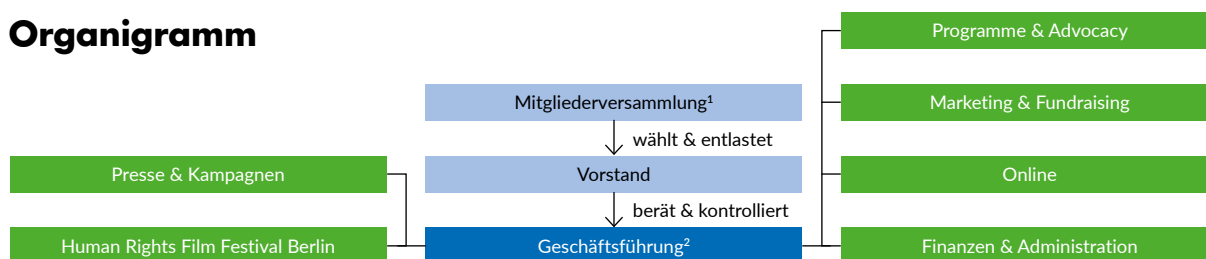 Organigramm
Programme & Advocacy
Mitgliederversammlung¹
Marketing & Fundraising
wählt & entlastet
Presse & Kampagnen
Vorstand
Online
berät & kontrolliert
Human Rights Film Festival Berlin
Geschäftsführung²
Finanzen & Administration